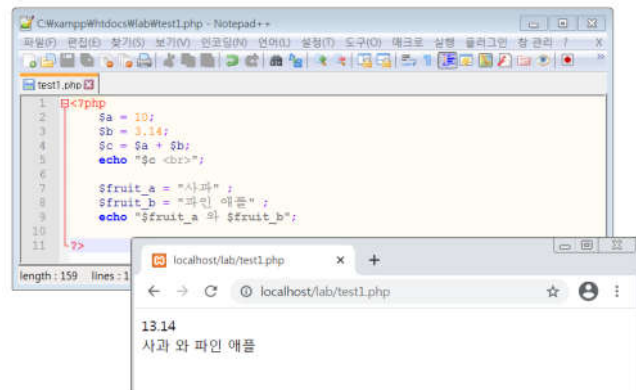 C:\xampp\htdocs\lab\test1.php - Notepad++
파일(F) 편집(E) 찾기(S) 보기(V) 인코딩(N) 언어(L) 설정(T) 도구(O) 매크로 실행 플러그인 창 관리 ? X
test1.php
1 <?php
2 $a = 10;
3 $b = 3.14;
4 $c = $a + $b;
5 echo "$c <br>";
6
7 $fruit_a = "사과" ;
8 $fruit_b = "파인 애플" ;
9 echo "$fruit_a 와 $fruit_b";
10
11 ?>
length : 159 lines : 1
localhost/lab/test1.php
localhost/lab/test1.php
13.14
사과 와 파인 애플